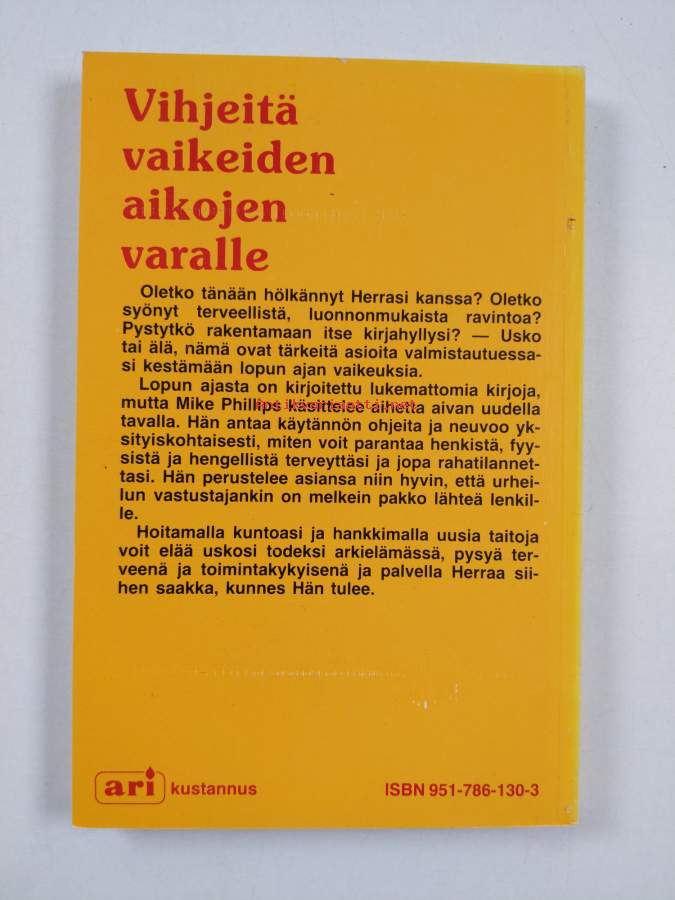 Vihjeitä
vaikeiden
aikojen
varalle
Oletko tänään hölkännyt Herrasi kanssa? Oletko
syönyt terveellistä, luonnonmukaista ravintoa?
Pystytkö rakentamaan itse kirjahyllysi? — Usko
tai älä, nämä ovat tärkeitä asioita valmistautuessa-
si kestämään lopun ajan vaikeuksia.
Lopun ajasta on kirjoitettu lukemattomia kirjoja,
mutta Mike Phillips käsittelee aihetta aivan uudella
tavalla. Hän antaa käytännön ohjeita ja neuvoo yk-
sityiskohtaisesti, miten voit parantaa henkistä, fyy-
sistä ja hengellistä terveyttäsi ja jopa rahatilannet-
tasi. Hän perustelee asiansa niin hyvin, että urhei-
lun vastustajankin on melkein pakko lähteä lenkil-
le.
Hoitamalla kuntoasi ja hankkimalla uusia taitoja
voit elää uskosi todeksi arkielämässä, pysyä ter-
veenä ja toimintakykyisenä ja palvella Herraa sii-
hen saakka, kunnes Hän tulee.
ari kustannus
ISBN 951-786-130-3